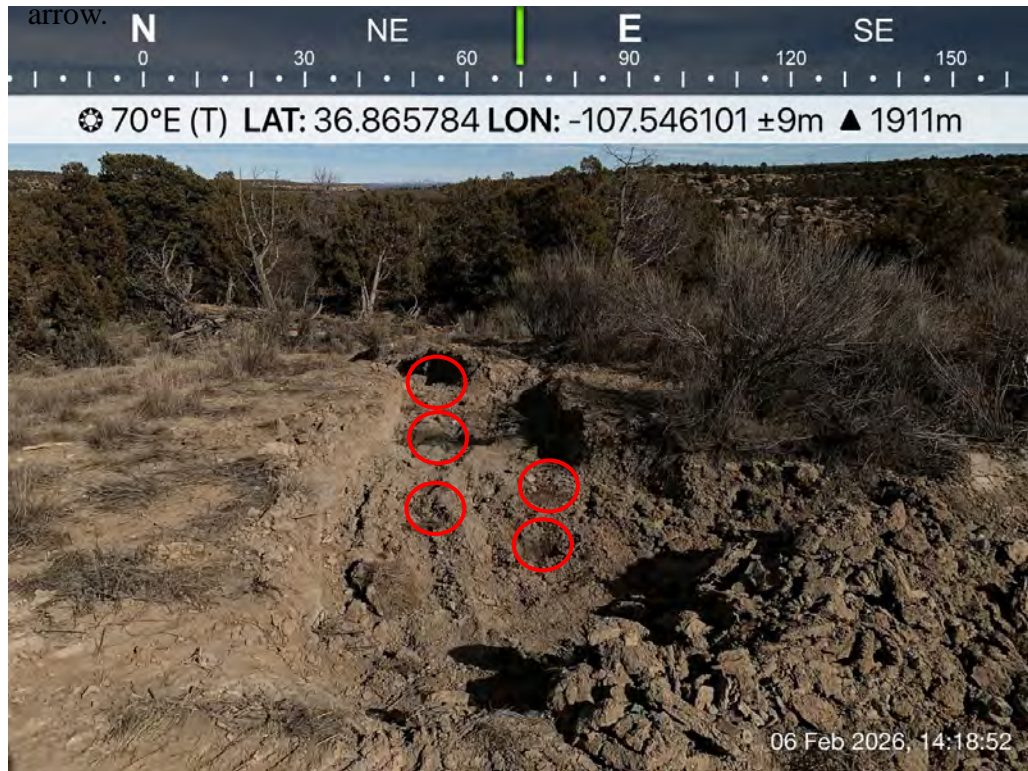 arrow.
N NE E SE
0 30 60 90 120 150
70°E (T) LAT: 36.865784 LON: -107.546101 ±9m ▲ 1911m
06 Feb 2026, 14:18:52